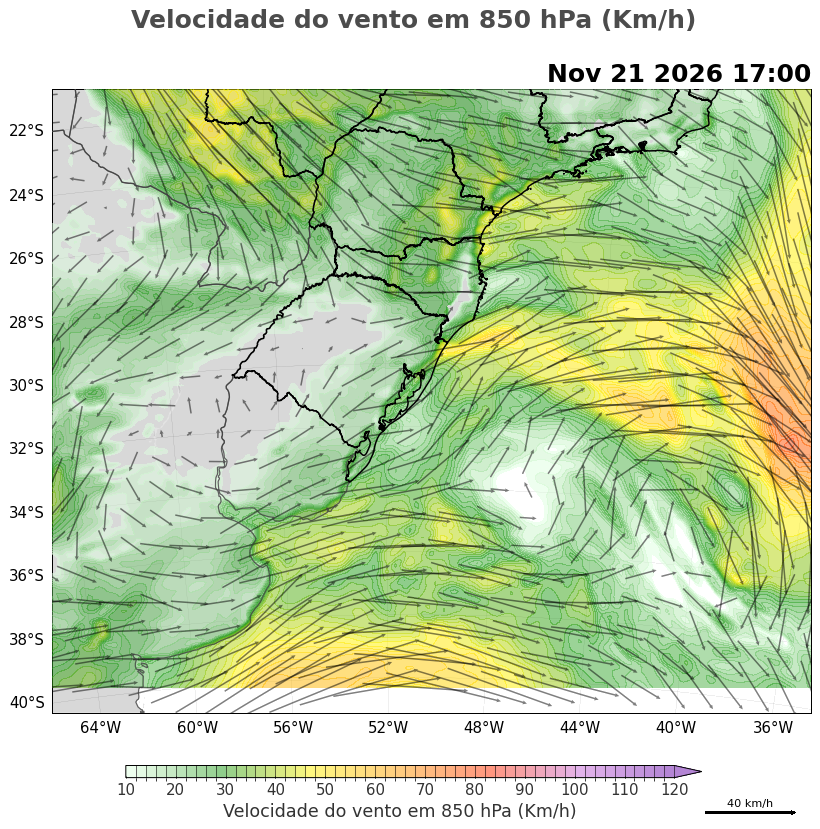 Velocidade do vento em 850 hPa (Km/h)
Nov 21 2026 17:00
22°S
24°S
26°S
28°S
30°S
32°S
34°S
36°S
38°S
40°S
64°W 60°W 56°W 52°W 48°W 44°W 40°W 36°W
10 20 30 40 50 60 70 80 90 100 110 120
Velocidade do vento em 850 hPa (Km/h)
40 km/h